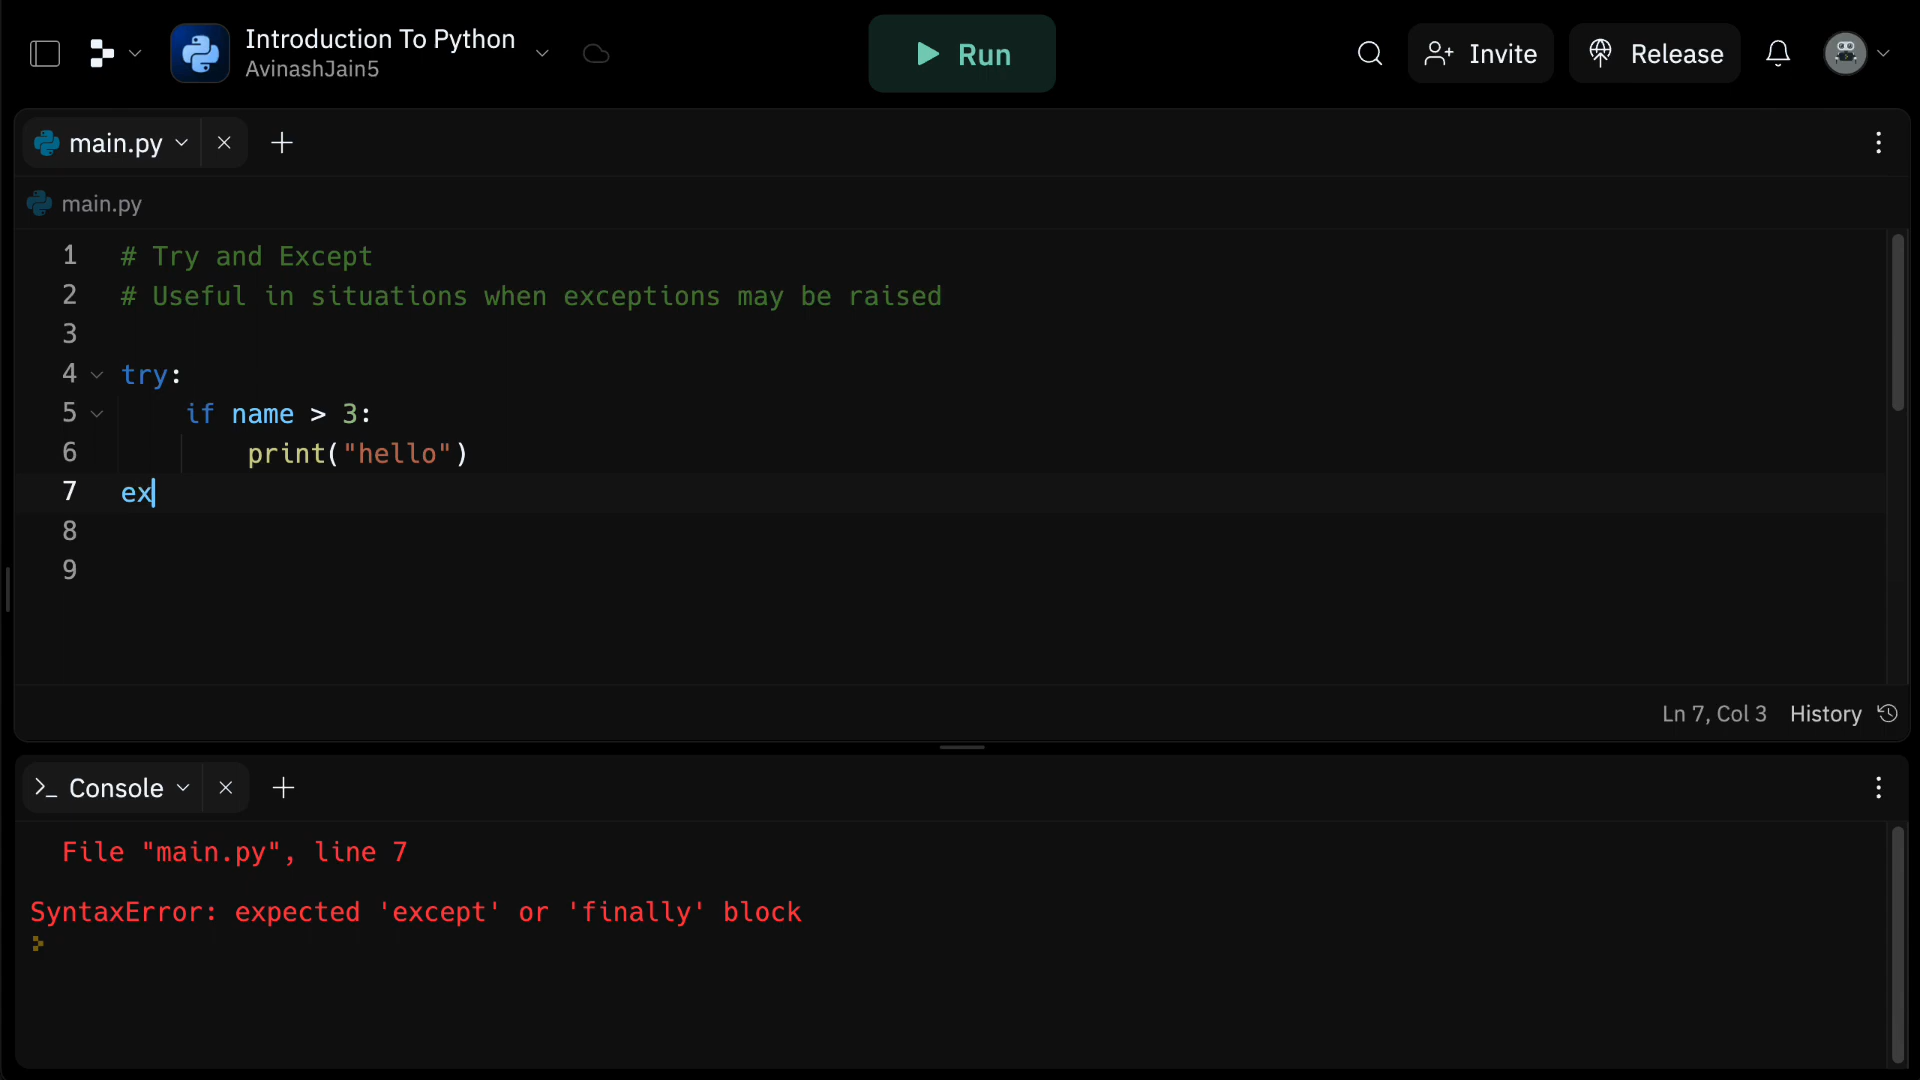 Introduction To Python
AvinashJain5
Run
Invite
Release
main.py
main.py
1 # Try and Except
2 # Useful in situations when exceptions may be raised
3
4 try:
5 if name > 3:
6 print("hello")
7 ex
8
9
Ln 7, Col 3 History
>_ Console
File "main.py", line 7
SyntaxError: expected 'except' or 'finally' block